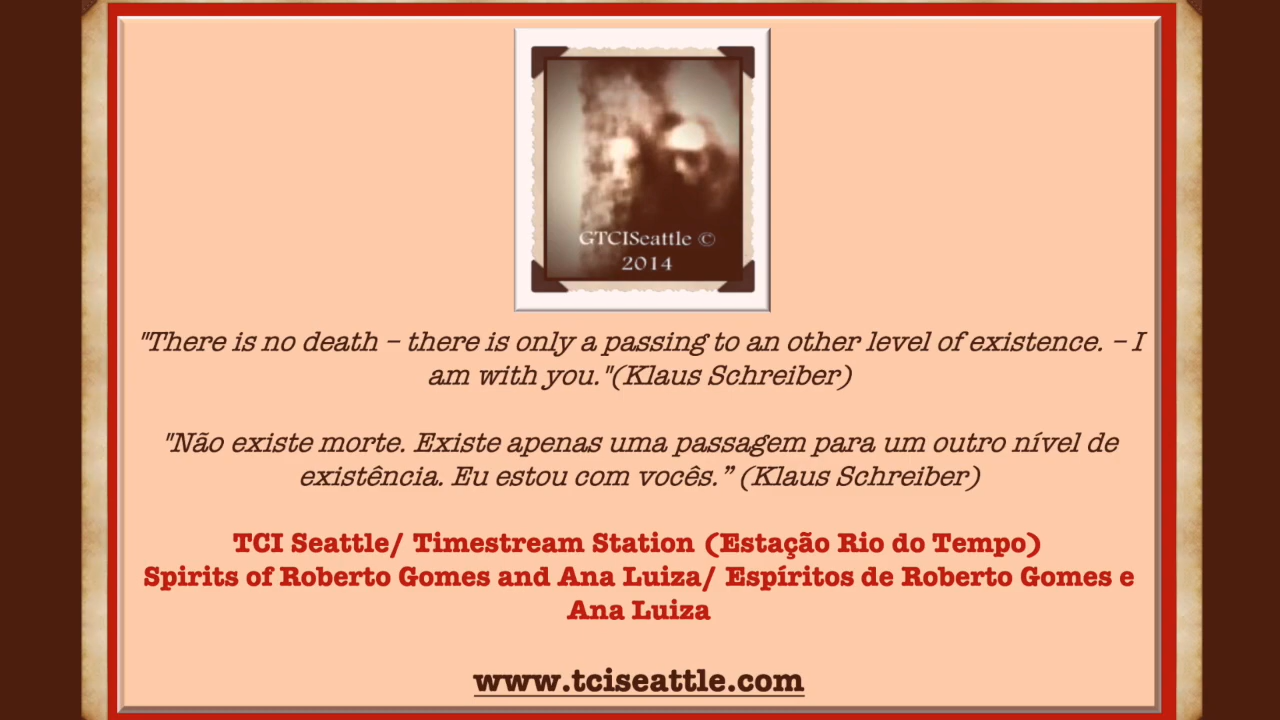 GTCISeattle ©
2014
"There is no death – there is only a passing to an other level of existence. – I
am with you."(Klaus Schreiber)
"Não existe morte. Existe apenas uma passagem para um outro nível de
existência. Eu estou com vocês.” (Klaus Schreiber)
TCI Seattle/ Timestream Station (Estação Rio do Tempo)
Spirits of Roberto Gomes and Ana Luiza/ Espíritos de Roberto Gomes e
Ana Luiza
www.tciseattle.com